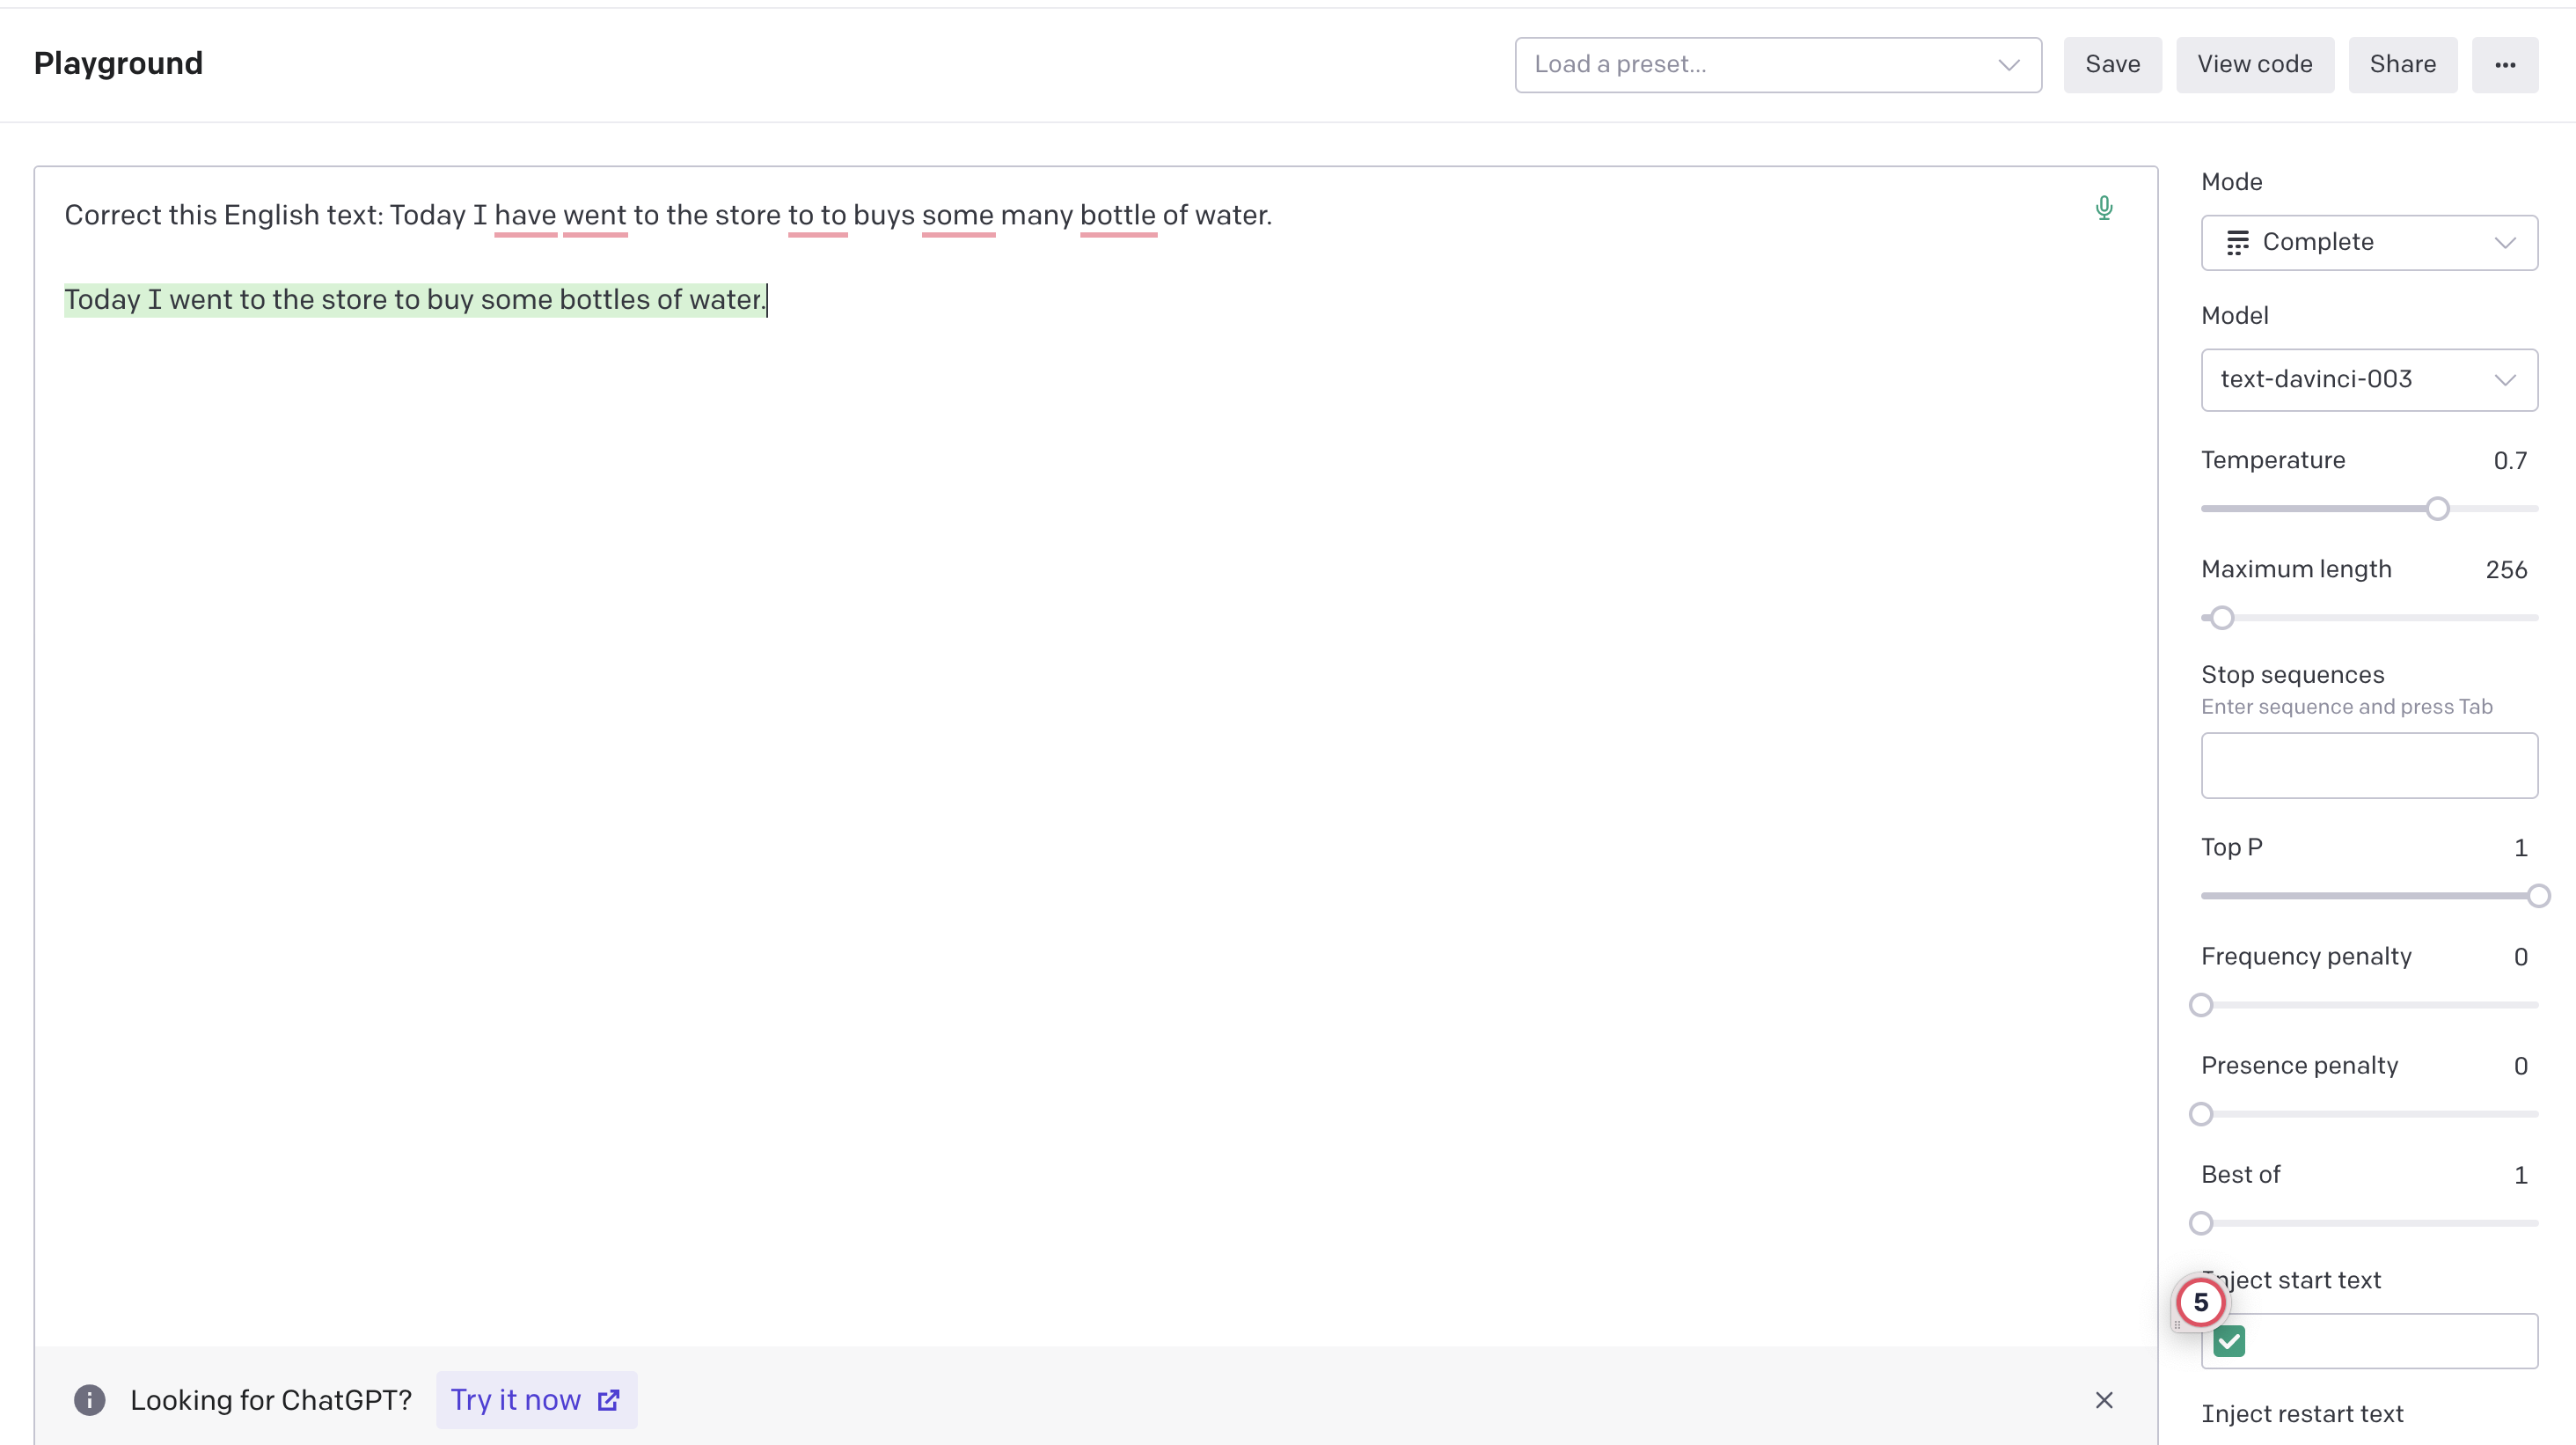 Playground
Load a preset...
Save
View code
Share
Correct this English text: Today I have went to the store to to buys some many bottle of water.
Today I went to the store to buy some bottles of water.
Mode
Complete
Model
text-davinci-003
Temperature 0.7
Maximum length 256
Stop sequences
Enter sequence and press Tab
Top P 1
Frequency penalty 0
Presence penalty 0
Best of 1
Inject start text
5
Inject restart text
Looking for ChatGPT? Try it now